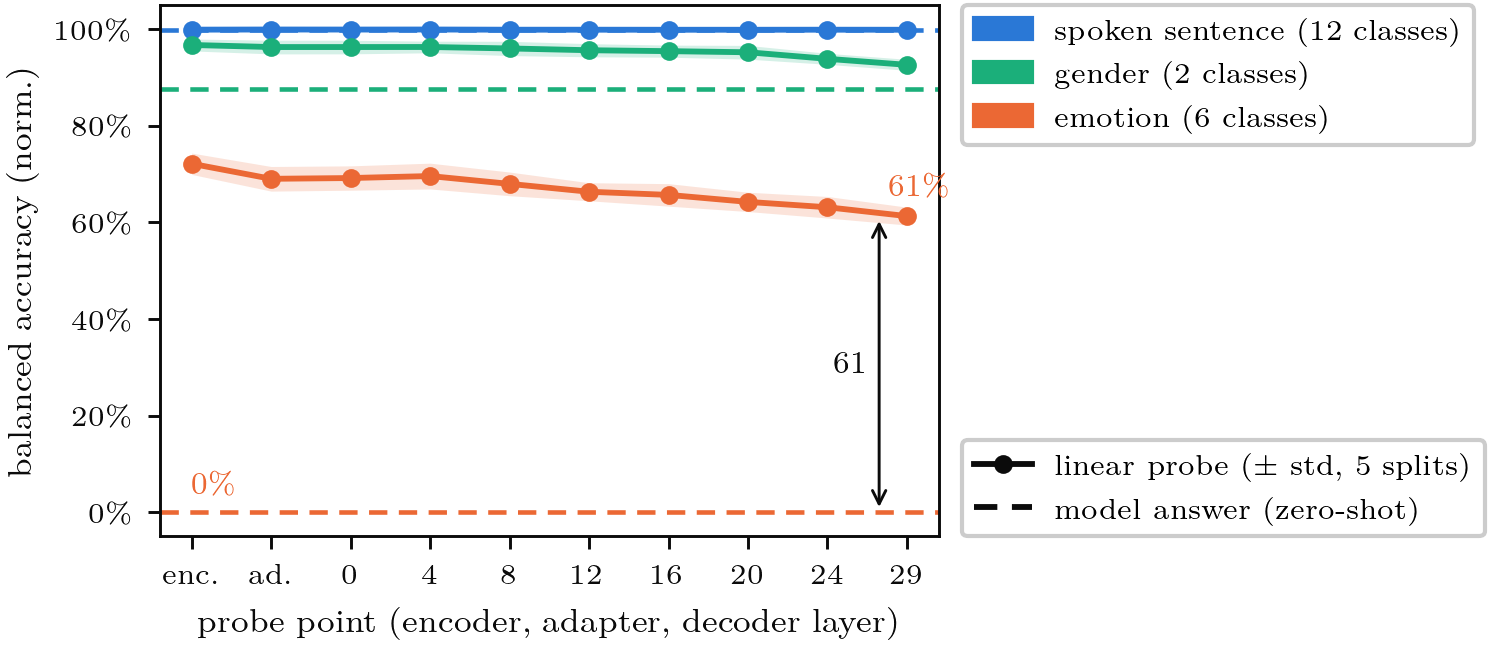 100%
80%
60%
40%
20%
0%
balanced accuracy (norm.)
61%
61
0%
enc. ad. 0 4 8 12 16 20 24 29
probe point (encoder, adapter, decoder layer)
spoken sentence (12 classes)
gender (2 classes)
emotion (6 classes)
linear probe (± std, 5 splits)
model answer (zero-shot)